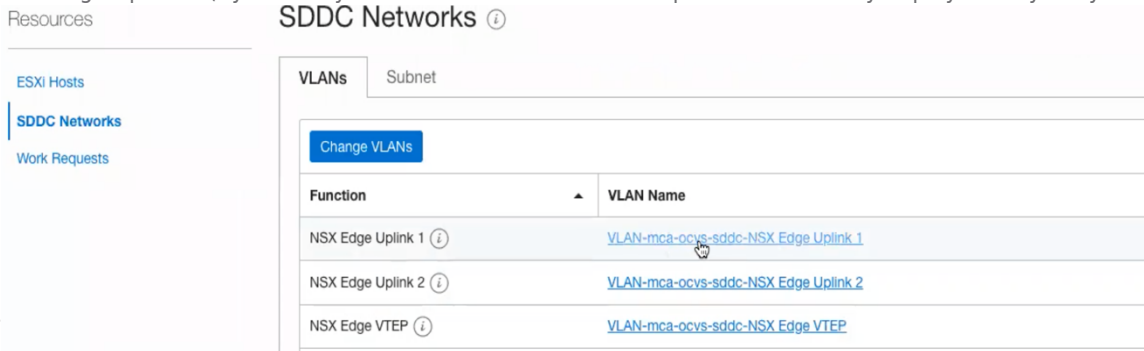 Resources
SDDC Networks
ESXi Hosts
SDDC Networks
Work Requests
VLANs Subnet
Change VLANs
Function VLAN Name
NSX Edge Uplink 1 VLAN-mca-ocvs-sddc-NSX Edge Uplink 1
NSX Edge Uplink 2 VLAN-mca-ocvs-sddc-NSX Edge Uplink 2
NSX Edge VTEP VLAN-mca-ocvs-sddc-NSX Edge VTEP